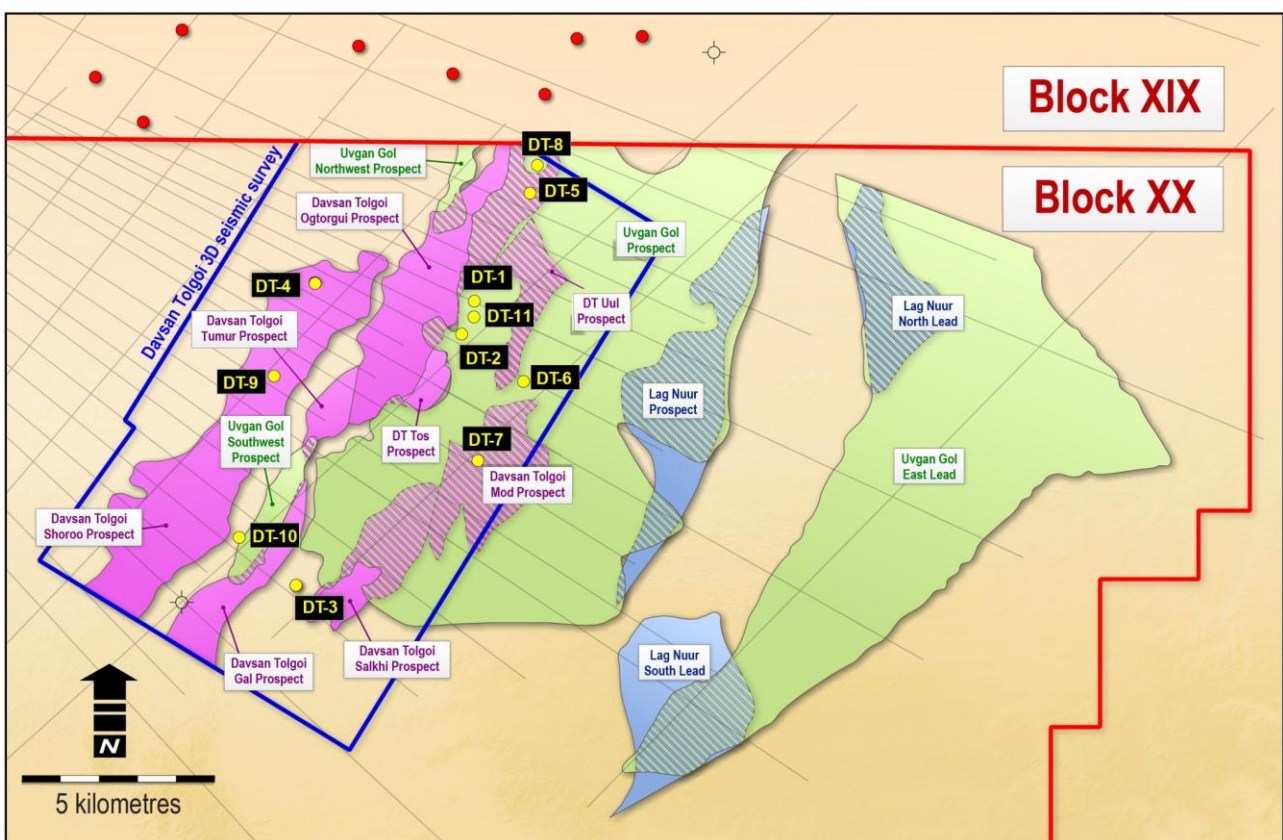 Block XIX
Block XX
Davsan Tolgoi 3D seismic survey
Uvgan Gol
Northwest Prospect
DT-8
DT-5
Davsan Tolgoi
Ogtorgui Prospect
Uvgan Gol
Prospect
DT-4
DT-1
DT-11
DT-2
DT Uul
Prospect
Lag Nuur
North Lead
Davsan Tolgoi
Tumur Prospect
DT-9
DT-6
Lag Nuur
Prospect
Uvgan Gol
Southwest
Prospect
DT Tos
Prospect
DT-7
Davsan Tolgoi
Mod Prospect
Uvgan Gol
East Lead
Davsan Tolgoi
Shoroo Prospect
DT-10
DT-3
Davsan Tolgoi
Gal Prospect
Davsan Tolgoi
Salkhi Prospect
Lag Nuur
South Lead
N
5 kilometres